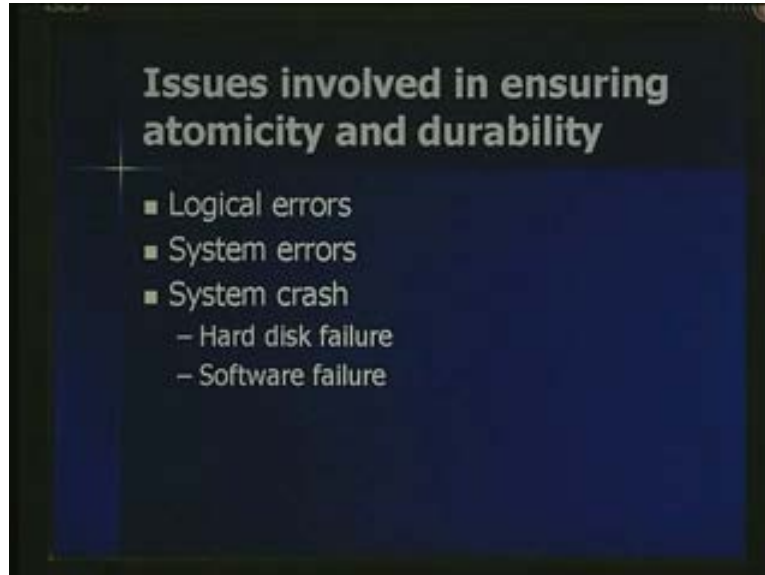 Issues involved in ensuring
atomicity and durability
■ Logical errors
■ System errors
■ System crash
– Hard disk failure
– Software failure